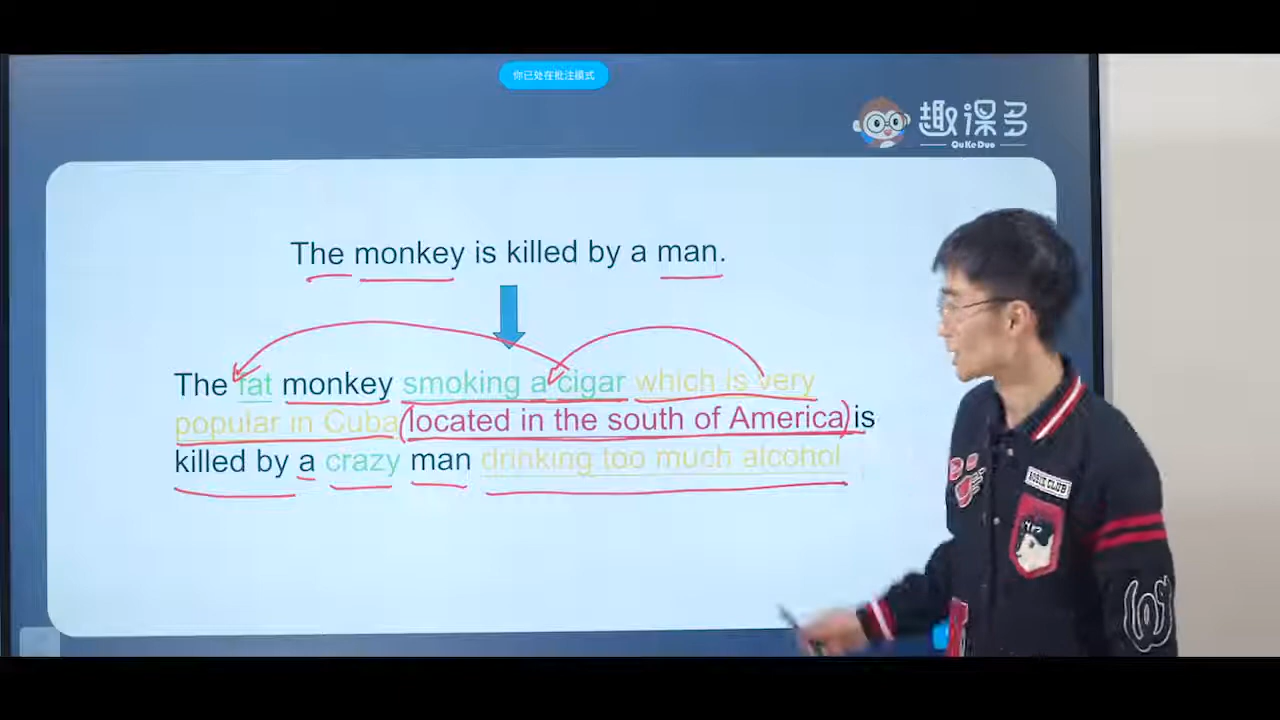 你已处在批注模式
趣课多
QuKeDuo
The monkey is killed by a man.
The fat monkey smoking a cigar which is very
popular in Cuba (located in the south of America) is
killed by a crazy man drinking too much alcohol